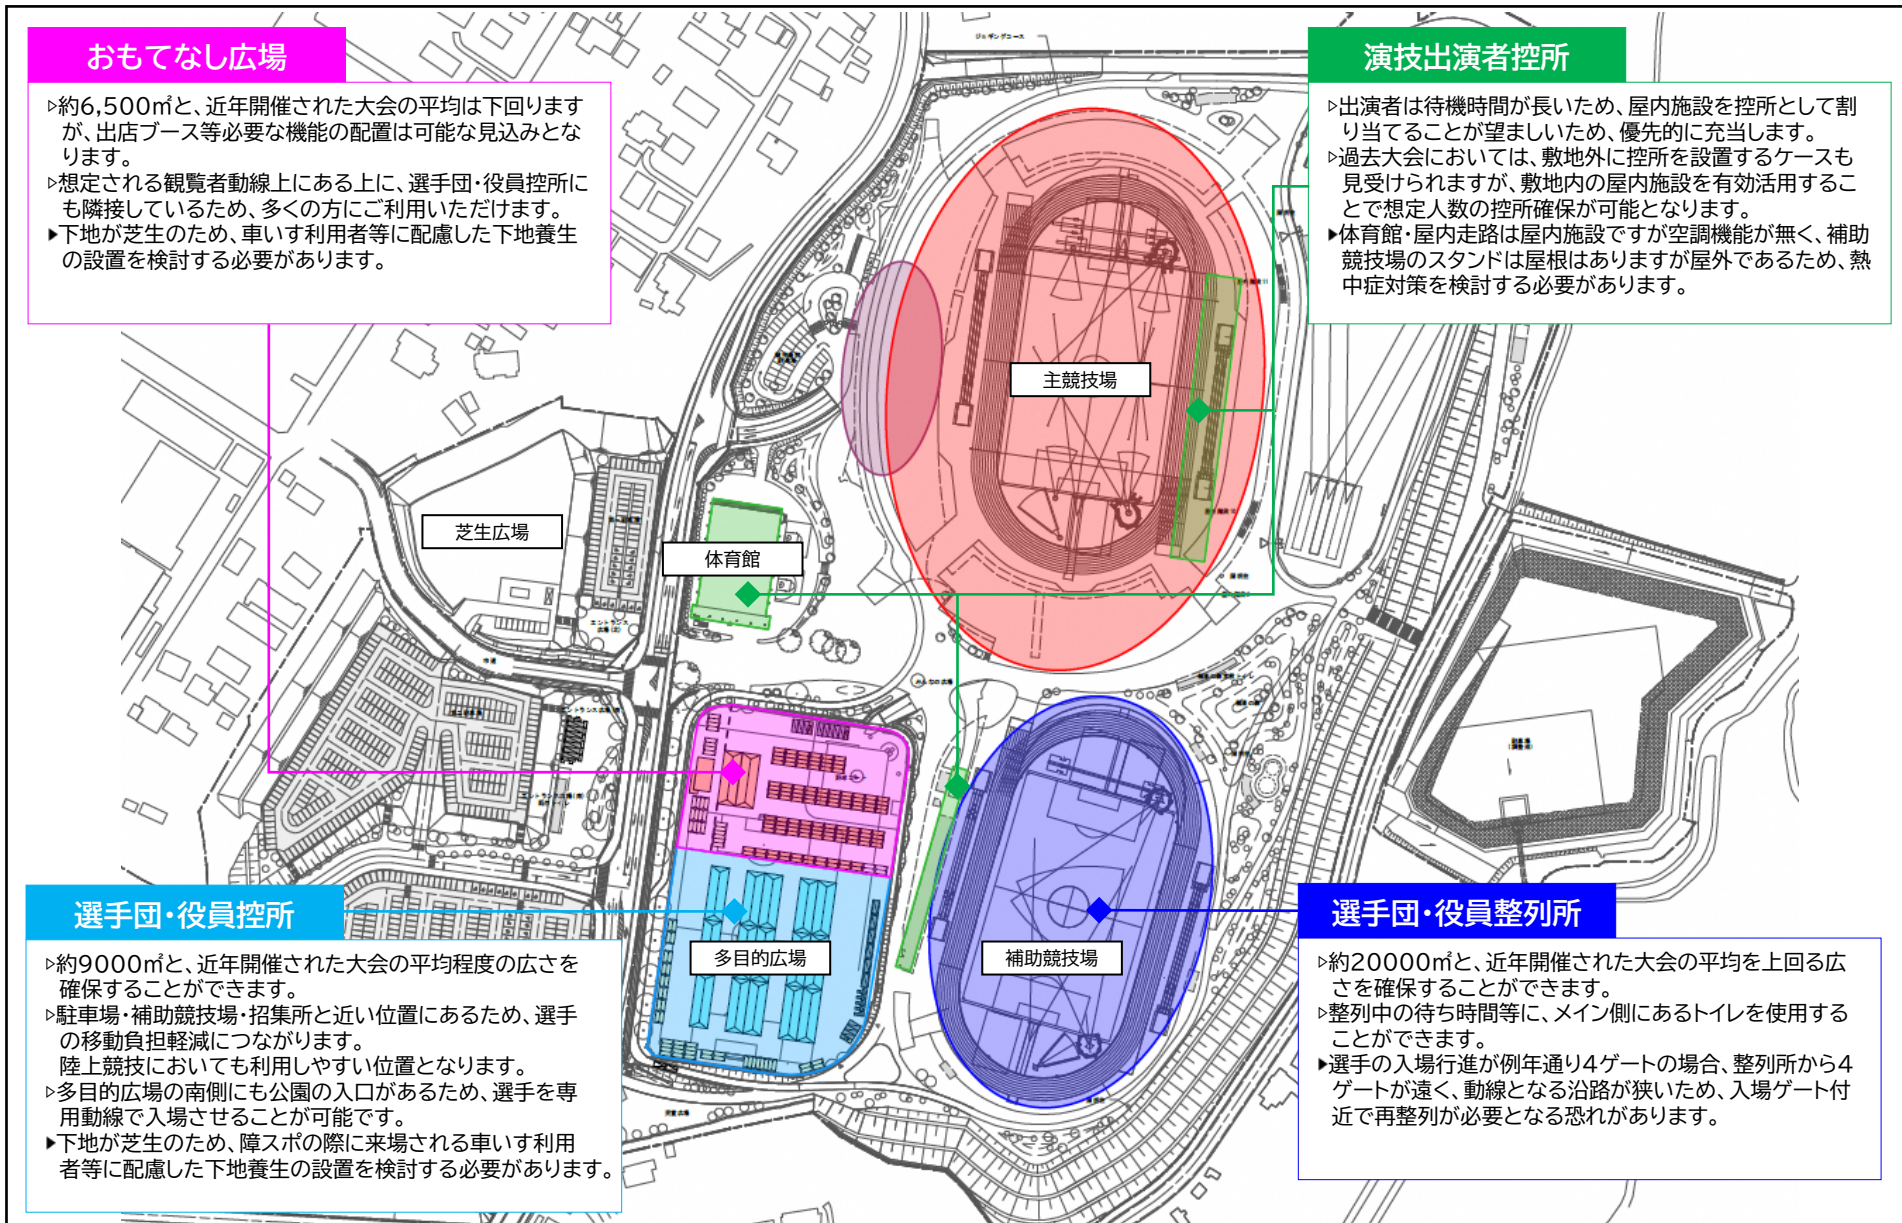 おもてなし広場
▷約6,500㎡と、近年開催された大会の平均は下回ります
が、出店ブース等必要な機能の配置は可能な見込みとな
ります。
▷想定される観覧者動線上にある上に、選手団・役員控所に
も隣接しているため、多くの方にご利用いただけます。
▶下地が芝生のため、車いす利用者等に配慮した下地養生
の設置を検討する必要があります。
ジョギングコース
演技出演者控所
▷出演者は待機時間が長いため、屋内施設を控所として割
り当てることが望ましいため、優先的に充当します。
▷過去大会においては、敷地外に控所を設置するケースも
見受けられますが、敷地内の屋内施設を有効活用するこ
とで想定人数の控所確保が可能となります。
▶体育館・屋内走路は屋内施設ですが空調機能が無く、補助
競技場のスタンドは屋根はありますが屋外であるため、熱
中症対策を検討する必要があります。
主競技場
芝生広場
体育館
エントランス
広場(北)
市道
みんなの広場
選手団・役員控所
▷約9000㎡と、近年開催された大会の平均程度の広さを
確保することができます。
▷駐車場・補助競技場・招集所と近い位置にあるため、選手
の移動負担軽減につながります。
陸上競技においても利用しやすい位置となります。
▷多目的広場の南側にも公園の入口があるため、選手を専
用動線で入場させることが可能です。
▶下地が芝生のため、障スポの際に来場される車いす利用
者等に配慮した下地養生の設置を検討する必要があります。
多目的広場
補助競技場
選手団・役員整列所
▷約20000㎡と、近年開催された大会の平均を上回る広
さを確保することができます。
▷整列中の待ち時間等に、メイン側にあるトイレを使用する
ことができます。
▶選手の入場行進が例年通り4ゲートの場合、整列所から4
ゲートが遠く、動線となる沿路が狭いため、入場ゲート付
近で再整列が必要となる恐れがあります。